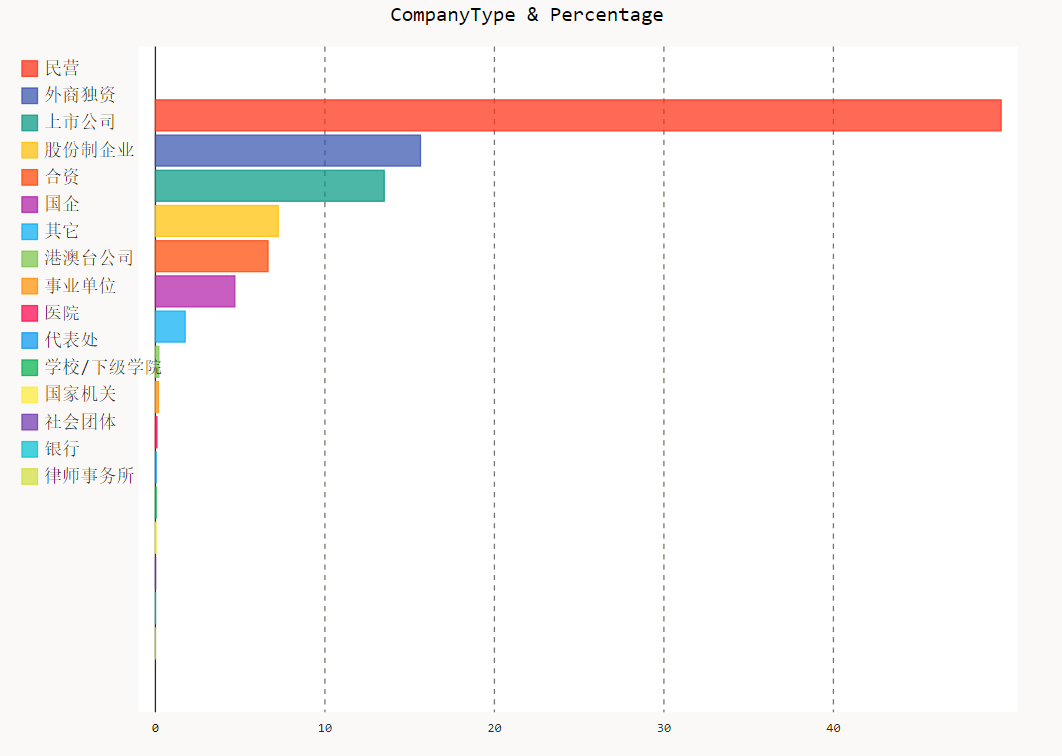 CompanyType & Percentage
民营
外商独资
上市公司
股份制企业
合资
国企
其它
港澳台公司
事业单位
医院
代表处
学校/下级学院
国家机关
社会团体
银行
律师事务所
0 10 20 30 40